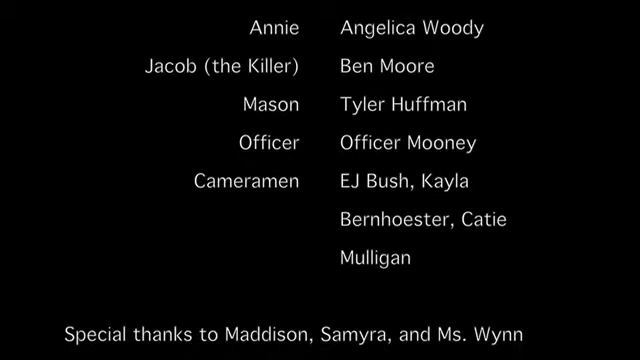 Annie Angelica Woody
Jacob (the Killer) Ben Moore
Mason Tyler Huffman
Officer Officer Mooney
Cameramen EJ Bush, Kayla
Bernhoester, Catie
Mulligan
Special thanks to Maddison, Samyra, and Ms. Wynn